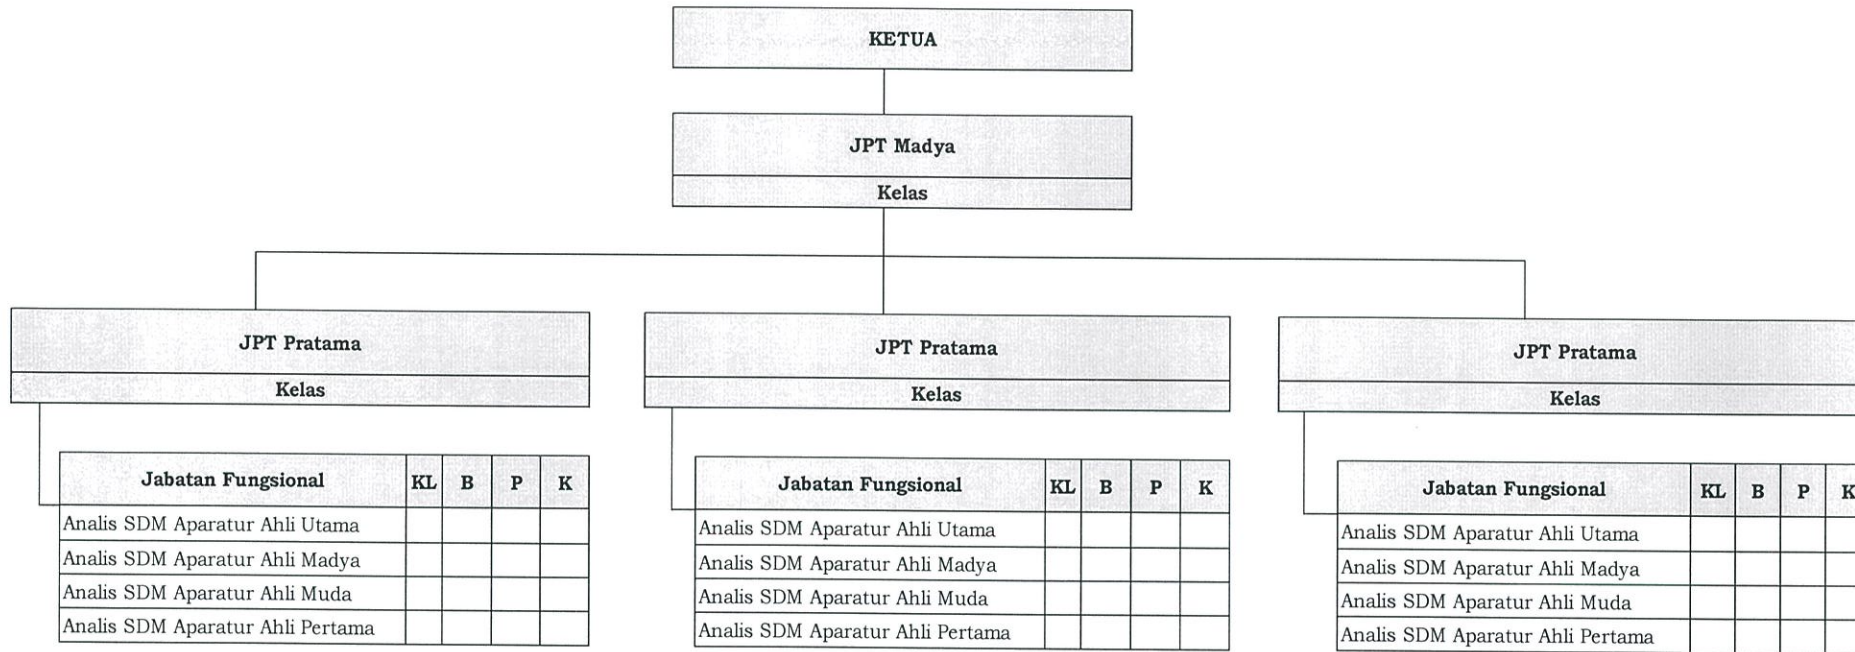 KETUA
JPT Madya
Kelas
JPT Pratama
Kelas
Jabatan Fungsional KL B P K
Analis SDM Aparatur Ahli Utama
Analis SDM Aparatur Ahli Madya
Analis SDM Aparatur Ahli Muda
Analis SDM Aparatur Ahli Pertama
JPT Pratama
Kelas
Jabatan Fungsional KL B P K
Analis SDM Aparatur Ahli Utama
Analis SDM Aparatur Ahli Madya
Analis SDM Aparatur Ahli Muda
Analis SDM Aparatur Ahli Pertama
JPT Pratama
Kelas
Jabatan Fungsional KL B P K
Analis SDM Aparatur Ahli Utama
Analis SDM Aparatur Ahli Madya
Analis SDM Aparatur Ahli Muda
Analis SDM Aparatur Ahli Pertama